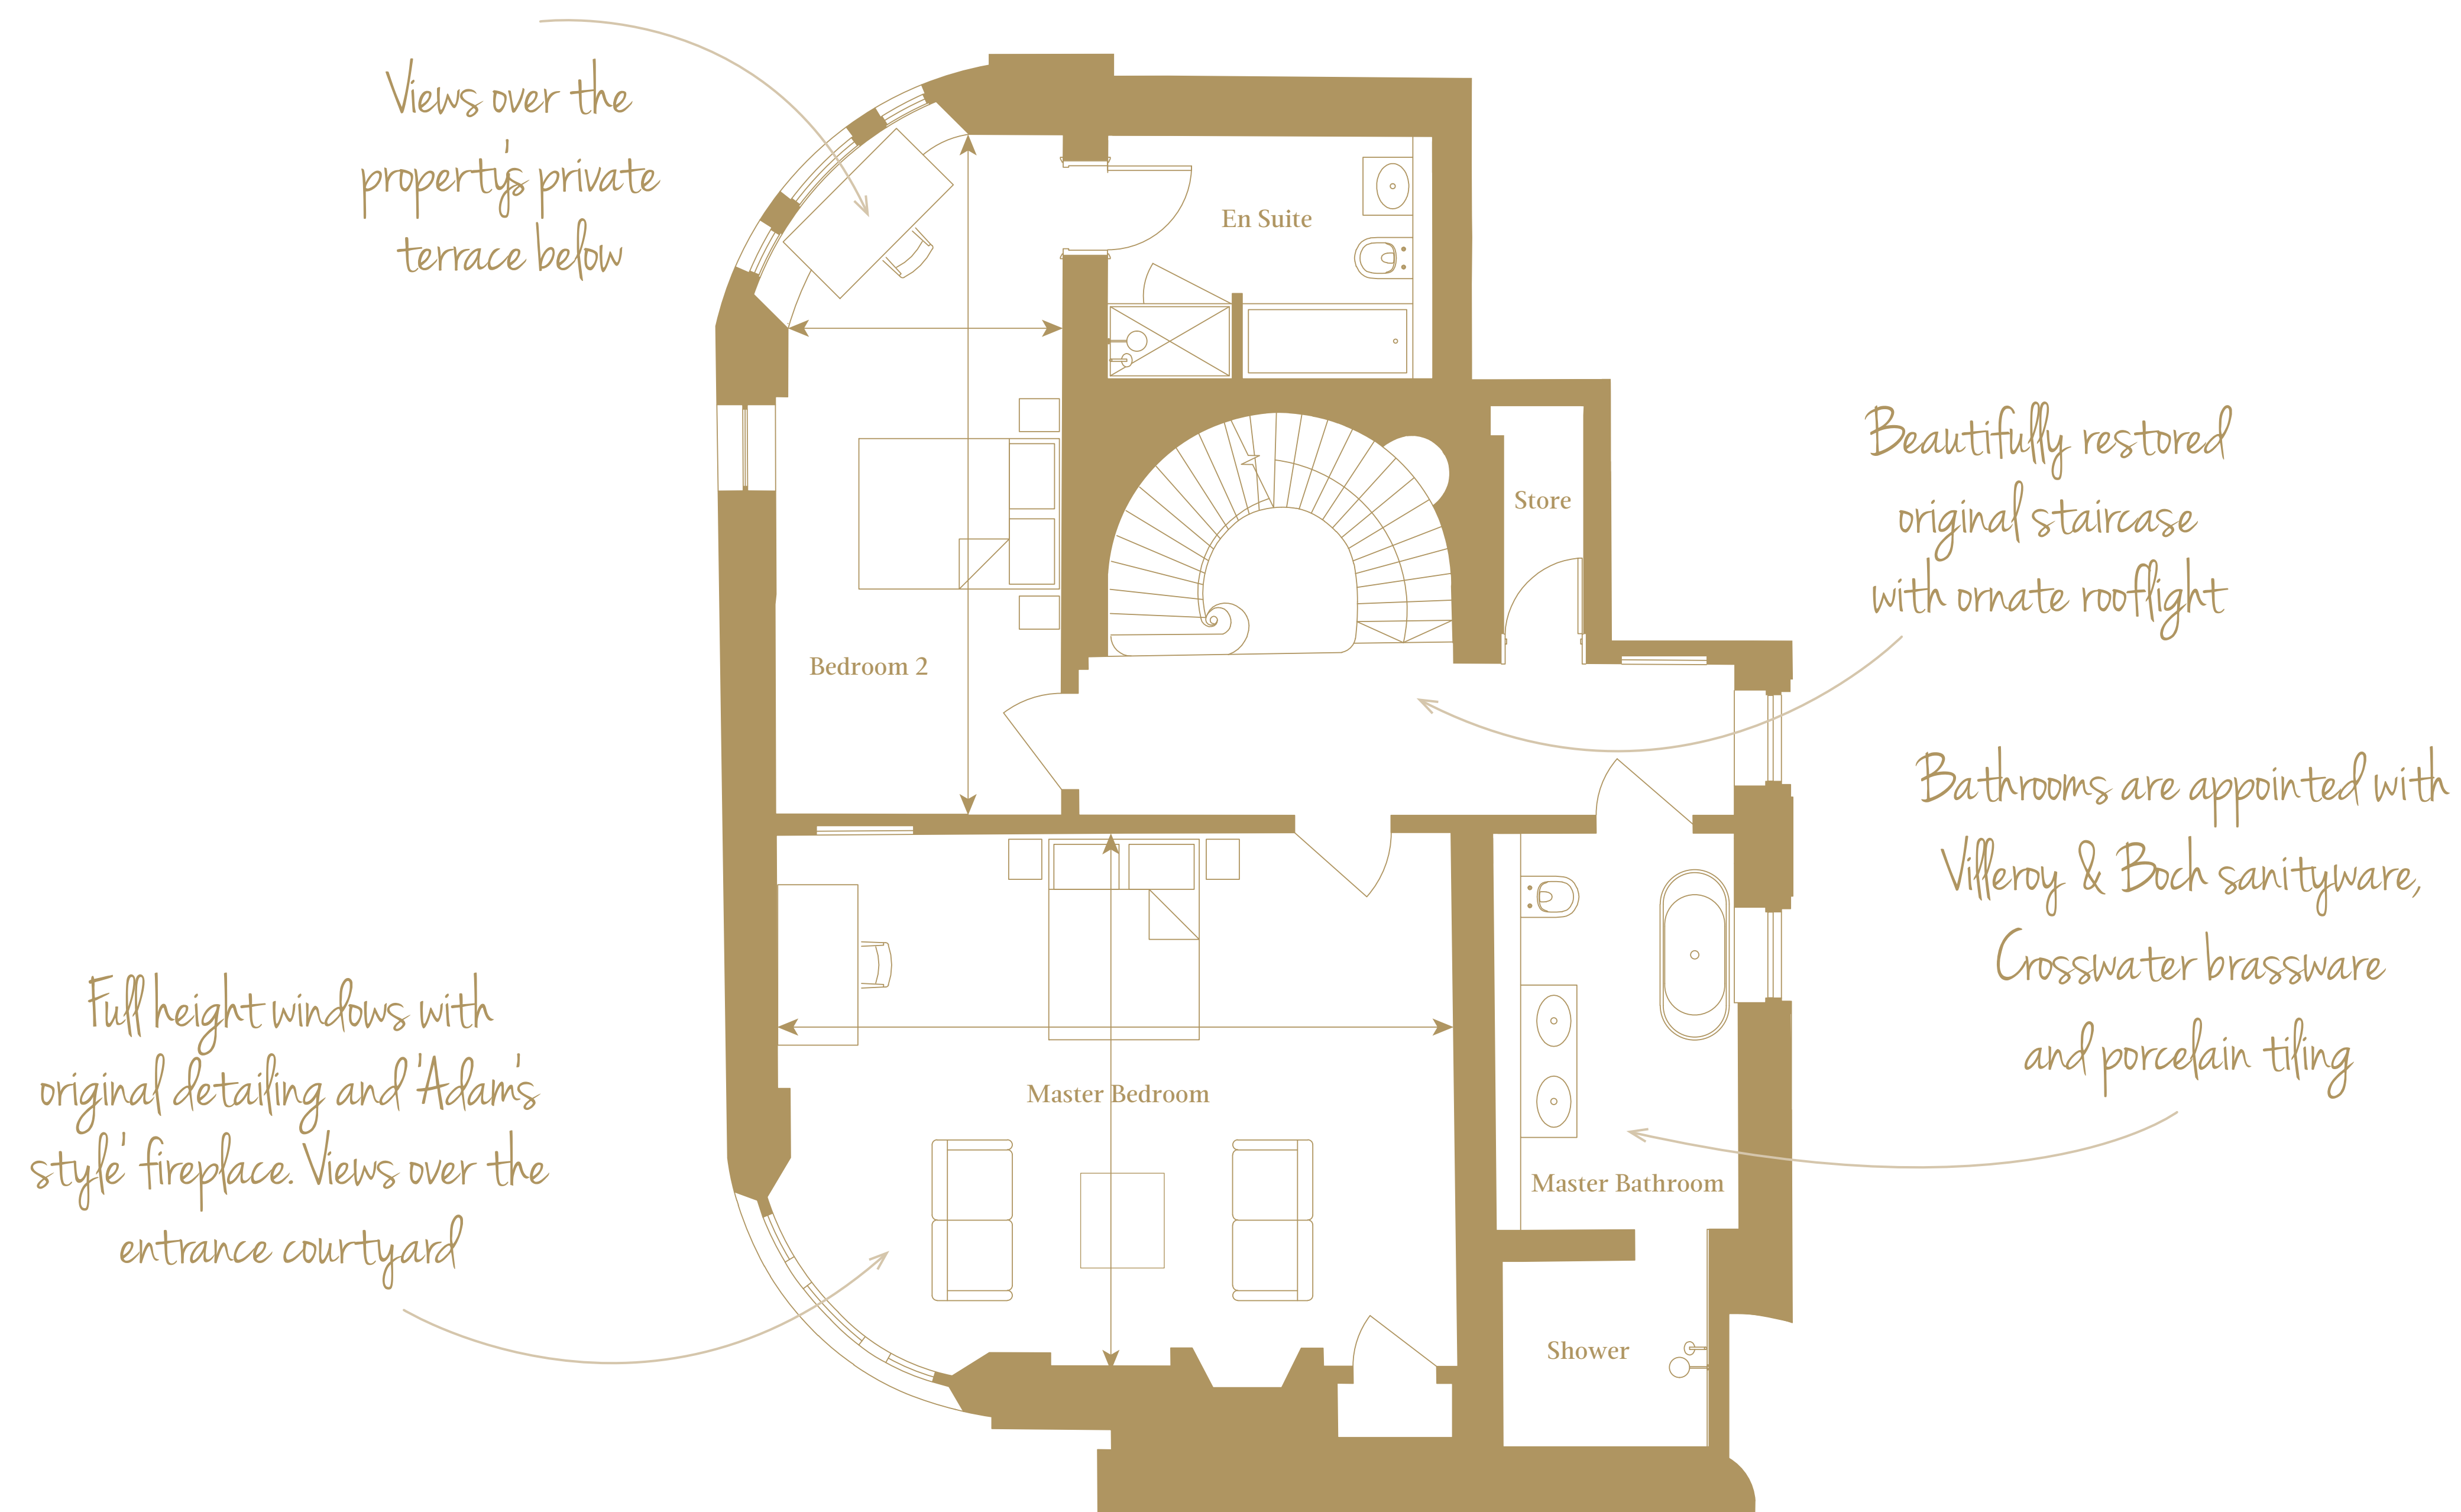 Views over the
property's private
terrace below
En Suite
Beautifully restored
original staircase
with ornate rooflight
Store
Bedroom 2
Bathrooms are appointed with
Villeroy & Boch sanityware,
Crosswater brassware
and porcelain tiling
Full height windows with
original detailing and 'Adam's
style' fireplace. Views over the
entrance courtyard
Master Bedroom
Master Bathroom
Shower